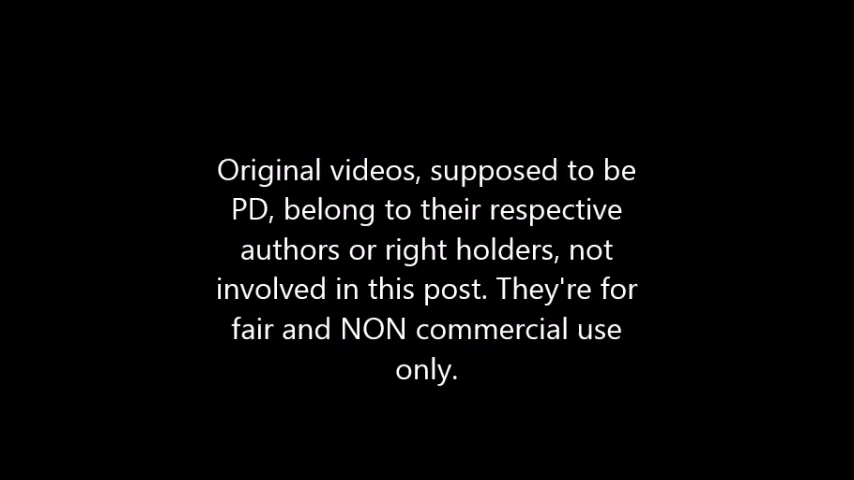 Original videos, supposed to be
PD, belong to their respective
authors or right holders, not
involved in this post. They're for
fair and NON commercial use
only.